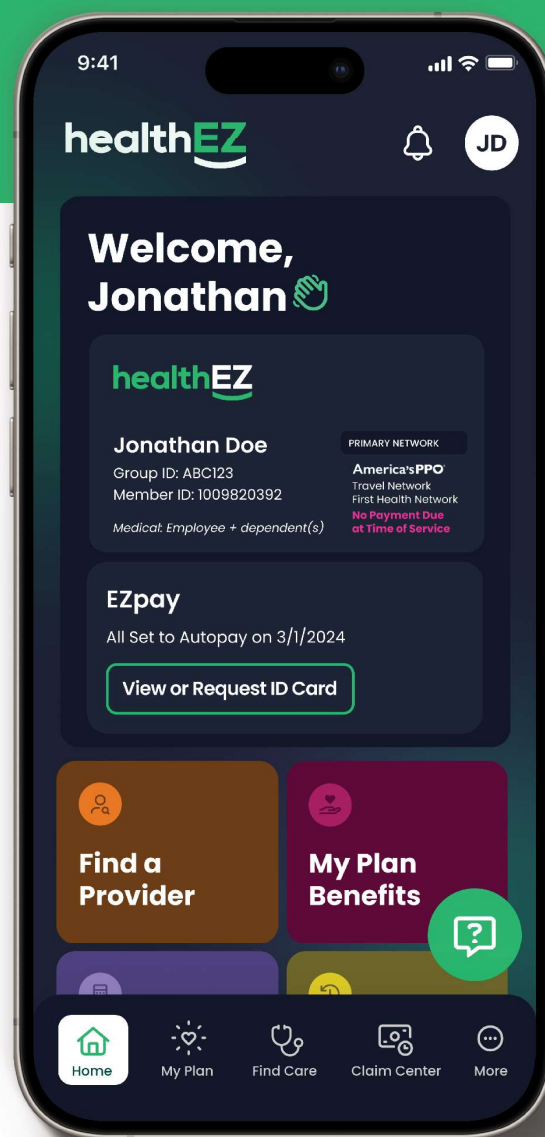 9:41
healthEZ
JD
Welcome,
Jonathan
healthEZ
Jonathan Doe
Group ID: ABC123
Member ID: 1009820392
Medical: Employee + dependent(s)
PRIMARY NETWORK
America'sPPO
Travel Network
First Health Network
No Payment Due
at Time of Service
EZpay
All Set to Autopay on 3/1/2024
View or Request ID Card
Find a
Provider
My Plan
Benefits
?
Home
My Plan
Find Care
Claim Center
More